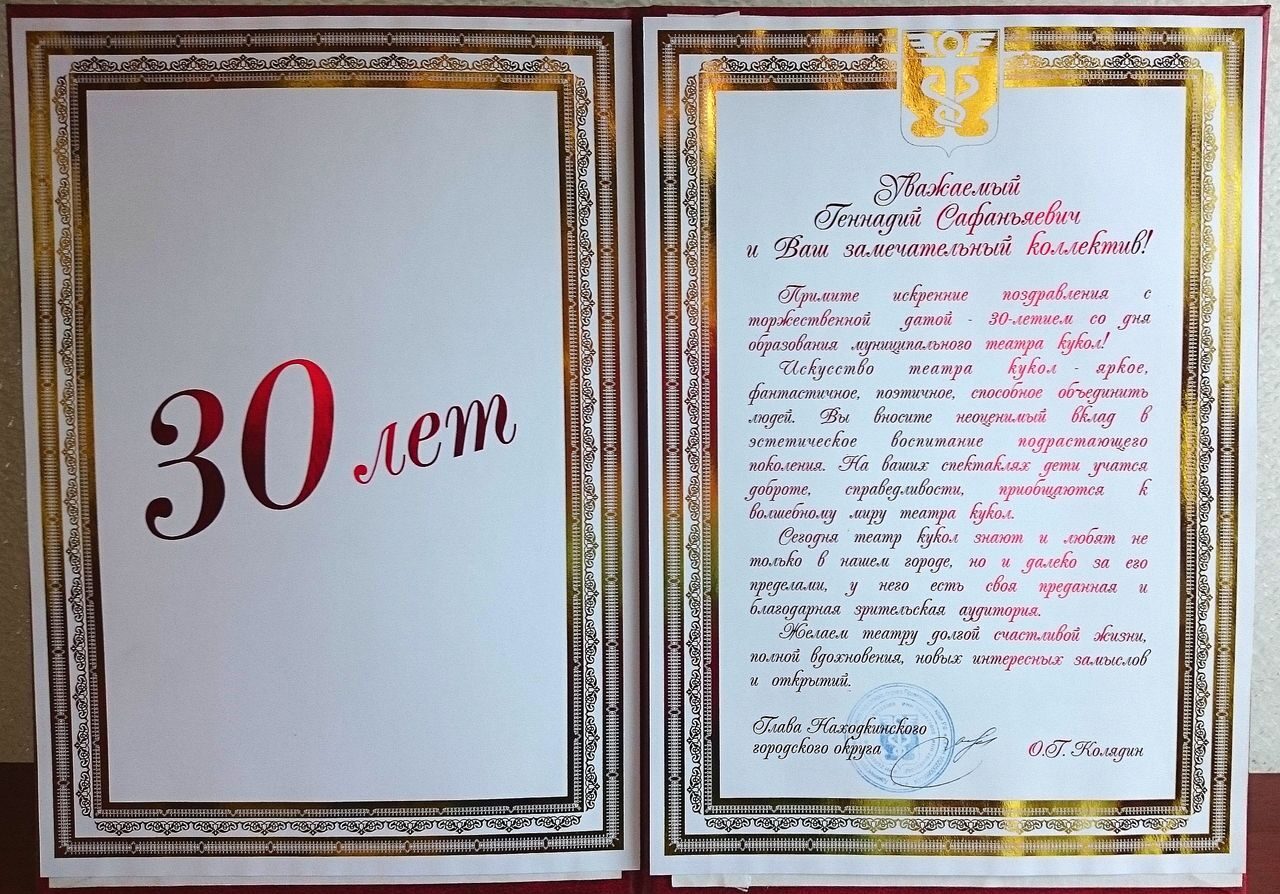 30 лет
Уважаемый
Геннадий Сафаньяевич
и Ваш замечательный коллектив!
Примите искренние поздравления с
торжественной датой - 30-летием со дня
образования муниципального театра кукол!
Искусство театра кукол - яркое,
фантастичное, поэтичное, способное объединить
людей. Вы вносите неоценимый вклад в
эстетическое воспитание подрастающего
поколения. На ваших спектаклях дети учатся
доброте, справедливости, приобщаются к
волшебному миру театра кукол.
Сегодня театр кукол знают и любят не
только в нашем городе, но и далеко за его
пределами, у него есть своя преданная и
благодарная зрительская аудитория.
Желаем театру долгой счастливой жизни,
полной вдохновения, новых интересных замыслов
и открытий.
Глава Находкинского
городского округа
О.Г. Колядин